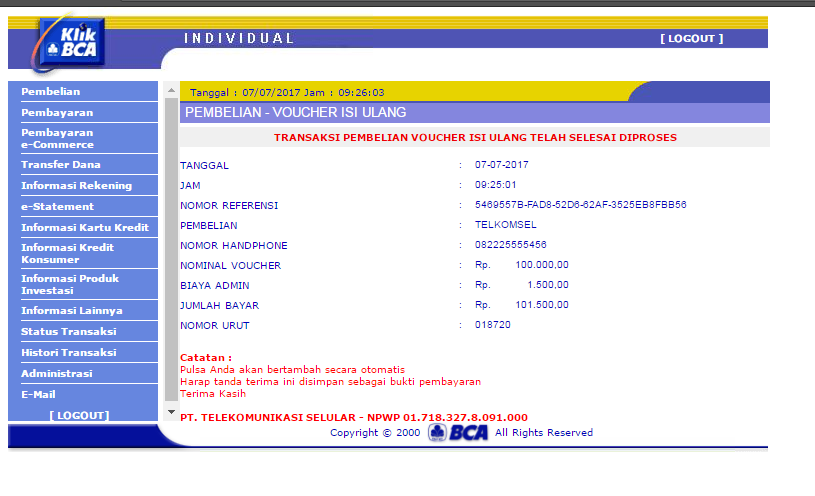 Klik
BCA
INDIVIDUAL
[ LOGOUT ]
Pembelian
Pembayaran
Pembayaran
e-Commerce
Transfer Dana
Informasi Rekening
e-Statement
Informasi Kartu Kredit
Informasi Kredit
Konsumer
Informasi Produk
Investasi
Informasi Lainnya
Status Transaksi
Histori Transaksi
Administrasi
E-Mail
[ LOGOUT]
Tanggal : 07/07/2017 Jam : 09:26:03
PEMBELIAN - VOUCHER ISI ULANG
TRANSAKSI PEMBELIAN VOUCHER ISI ULANG TELAH SELESAI DIPROSES
TANGGAL : 07-07-2017
JAM : 09:25:01
NOMOR REFERENSI : 5469557B-FAD8-52D6-62AF-3525EB8FBB56
PEMBELIAN : TELKOMSEL
NOMOR HANDPHONE : 082225555456
NOMINAL VOUCHER : Rp. 100.000,00
BIAYA ADMIN : Rp. 1.500,00
JUMLAH BAYAR : Rp. 101.500,00
NOMOR URUT : 018720
Catatan :
Pulsa Anda akan bertambah secara otomatis
Harap tanda terima ini disimpan sebagai bukti pembayaran
Terima Kasih
PT. TELEKOMUNIKASI SELULAR - NPWP 01.718.327.8.091.000
Copyright © 2000 BCA All Rights Reserved